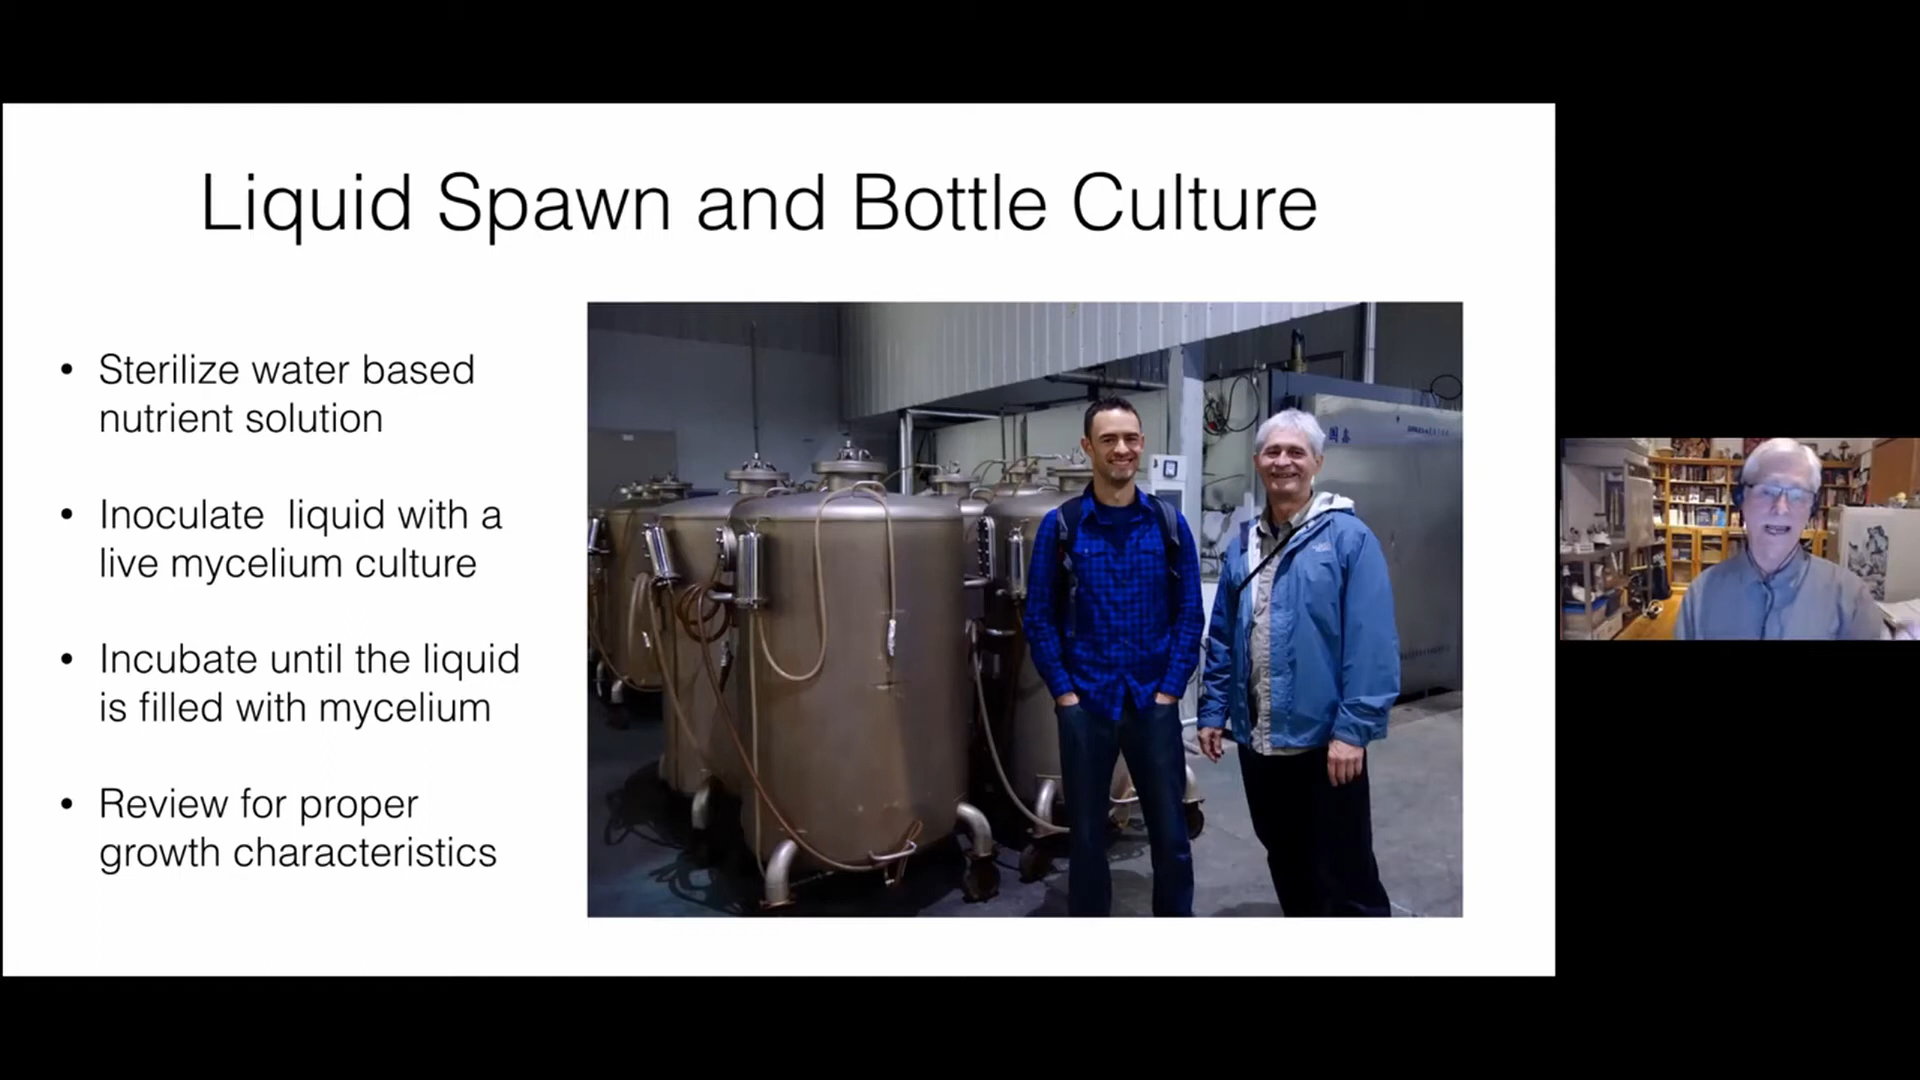 Liquid Spawn and Bottle Culture
• Sterilize water based
nutrient solution
• Inoculate  liquid with a
live mycelium culture
• Incubate until the liquid
is filled with mycelium
• Review for proper
growth characteristics